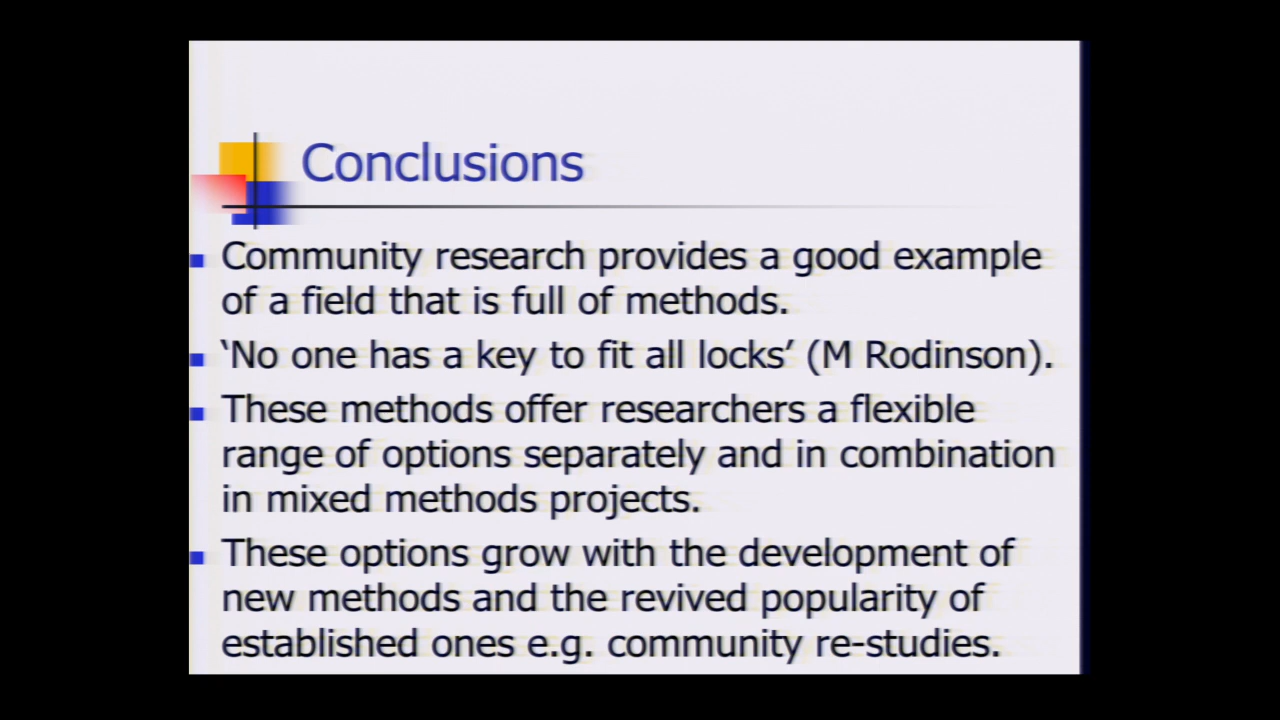 Conclusions
Community research provides a good example
of a field that is full of methods.
‘No one has a key to fit all locks’ (M Rodinson).
These methods offer researchers a flexible
range of options separately and in combination
in mixed methods projects.
These options grow with the development of
new methods and the revived popularity of
established ones e.g. community re-studies.